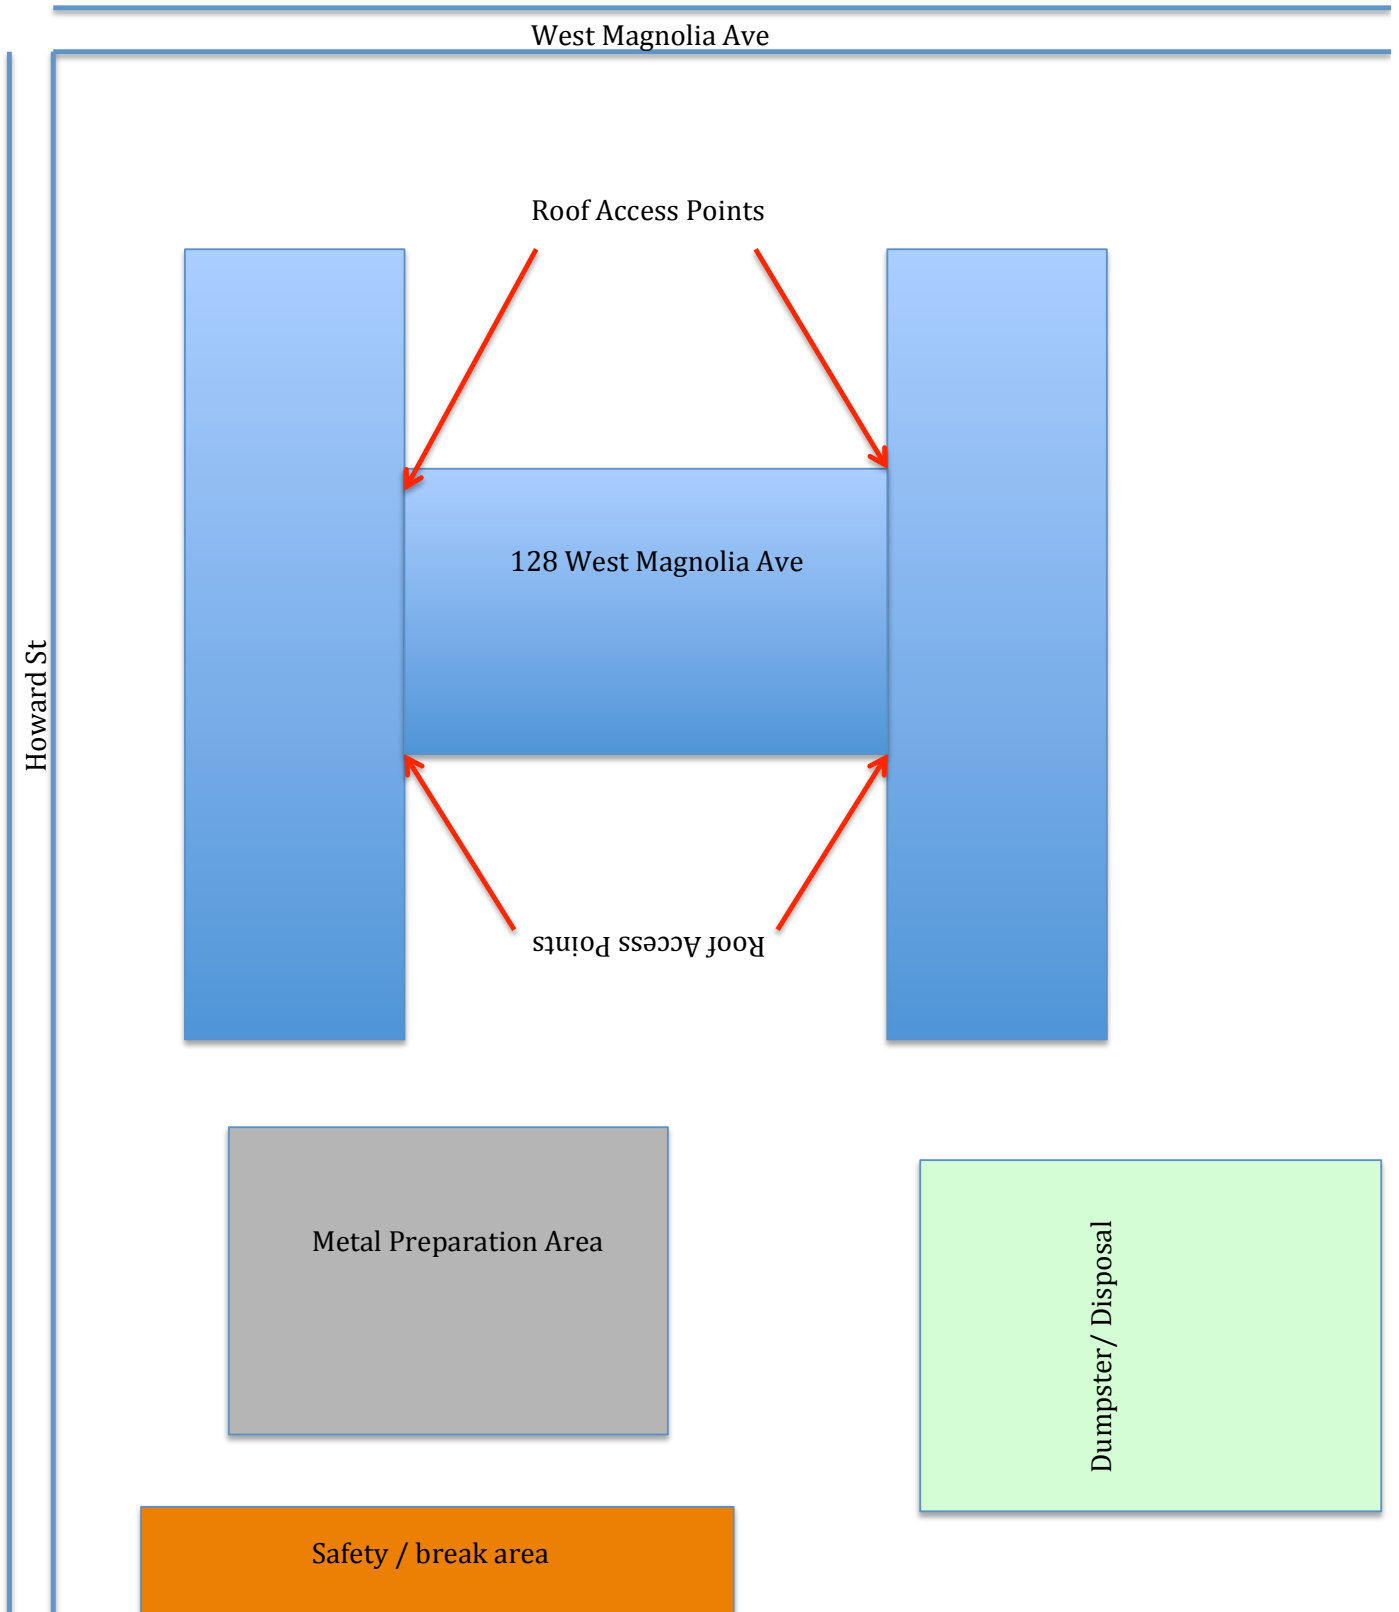 West Magnolia Ave
Roof Access Points
128 West Magnolia Ave
Howard St
Roof Access Points
Metal Preparation Area
Dumpster/ Disposal
Safety / break area